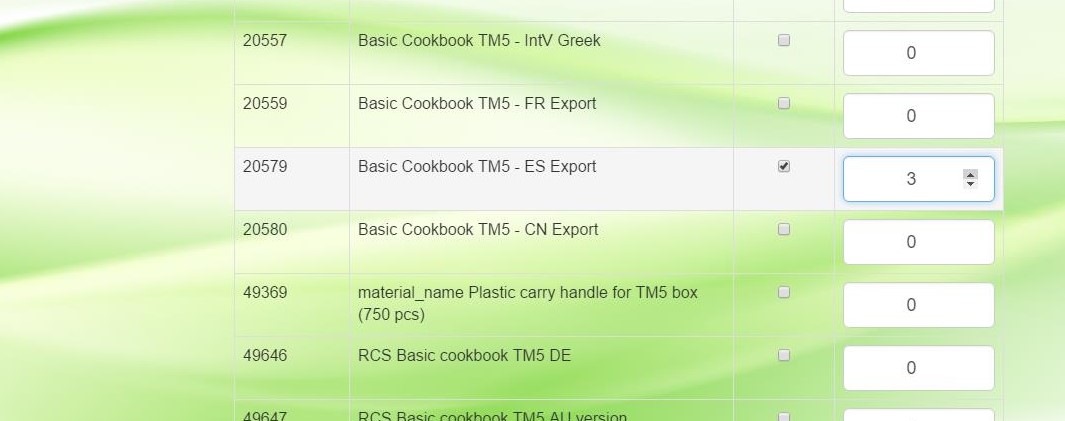 20557 Basic Cookbook TM5 - IntV Greek 0
20559 Basic Cookbook TM5 - FR Export 0
20579 Basic Cookbook TM5 - ES Export 3
20580 Basic Cookbook TM5 - CN Export 0
49369 material_name Plastic carry handle for TM5 box 0
(750 pcs)
49646 RCS Basic cookbook TM5 DE 0
49647 RCS Basic cookbook TM5 AU version